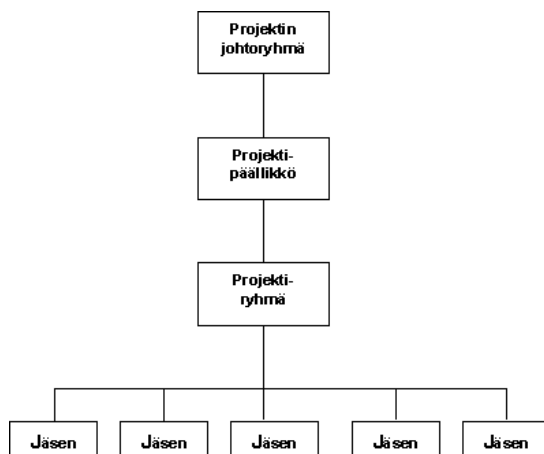 Projektin
johtoryhmä
Projekti-
päällikkö
Projekti-
ryhmä
Jäsen Jäsen Jäsen Jäsen Jäsen